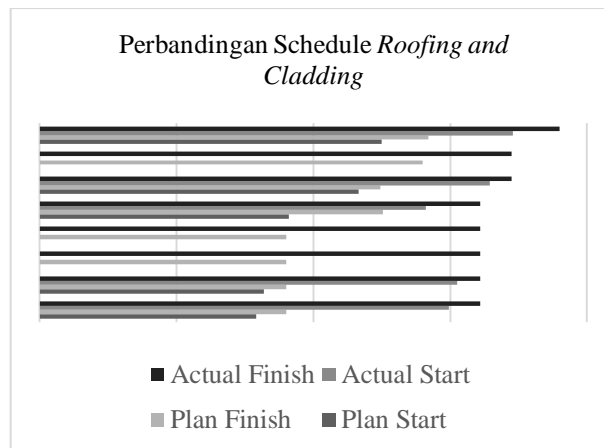 Perbandingan Schedule Roofing and
Cladding
Actual Finish Actual Start
Plan Finish Plan Start